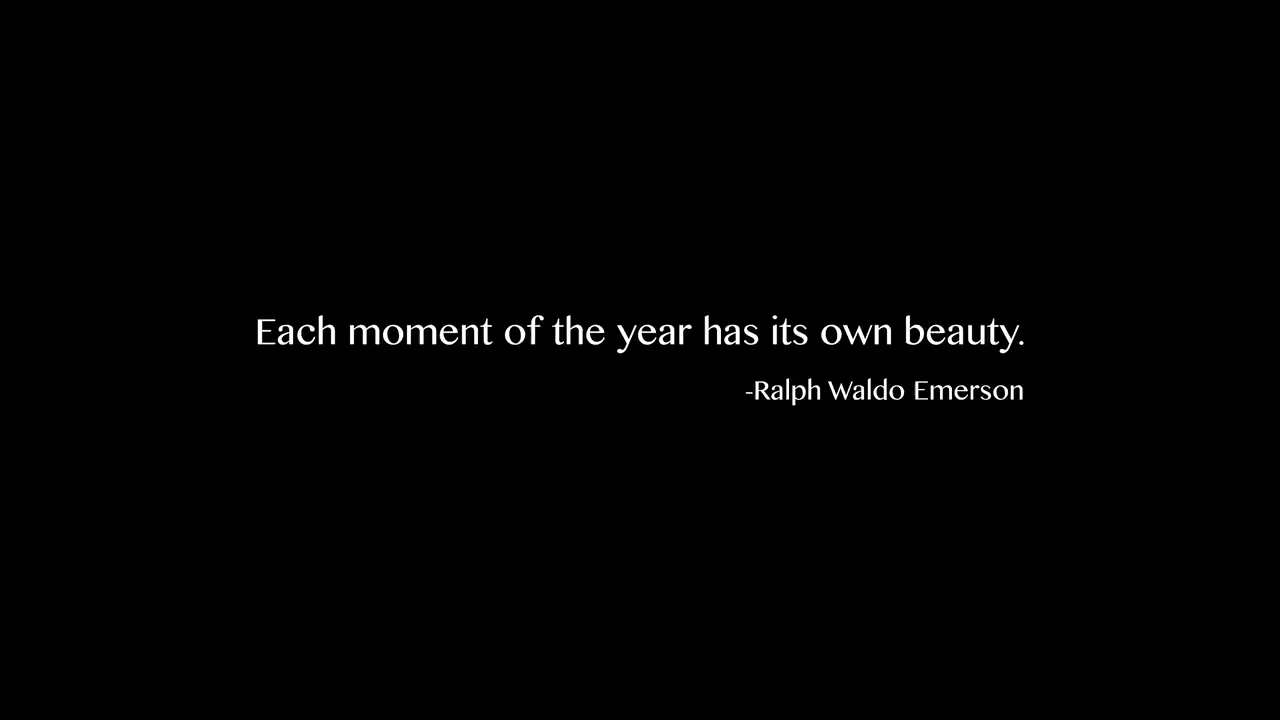 Each moment of the year has its own beauty.
-Ralph Waldo Emerson